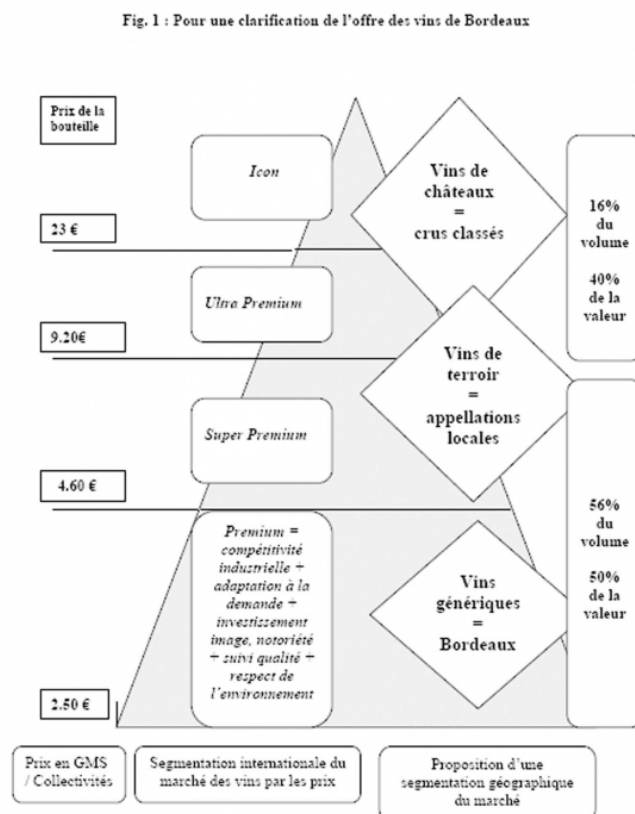 Fig. 1 : Pour une clarification de l'offre des vins de Bordeaux
Prix de la
bouteille
Icon
Vins de
châteaux
=
crus classés
16%
du
volume
40%
de la
valeur
23 €
Ultra Premium
9.20€
Vins de
terroir
=
appellations
locales
Super Premium
4.60 €
Premium =
compétitivité
industrielle +
adaptation à la
demande +
investissement
image, notoriété
+ suivi qualité +
respect de
l'environnement
Vins
génériques
=
Bordeaux
56%
du
volume
50%
de la
valeur
2.50 €
Prix en GMS
/ Collectivités
Segmentation internationale du
marché des vins par les prix
Proposition d'une
segmentation géographique
du marché